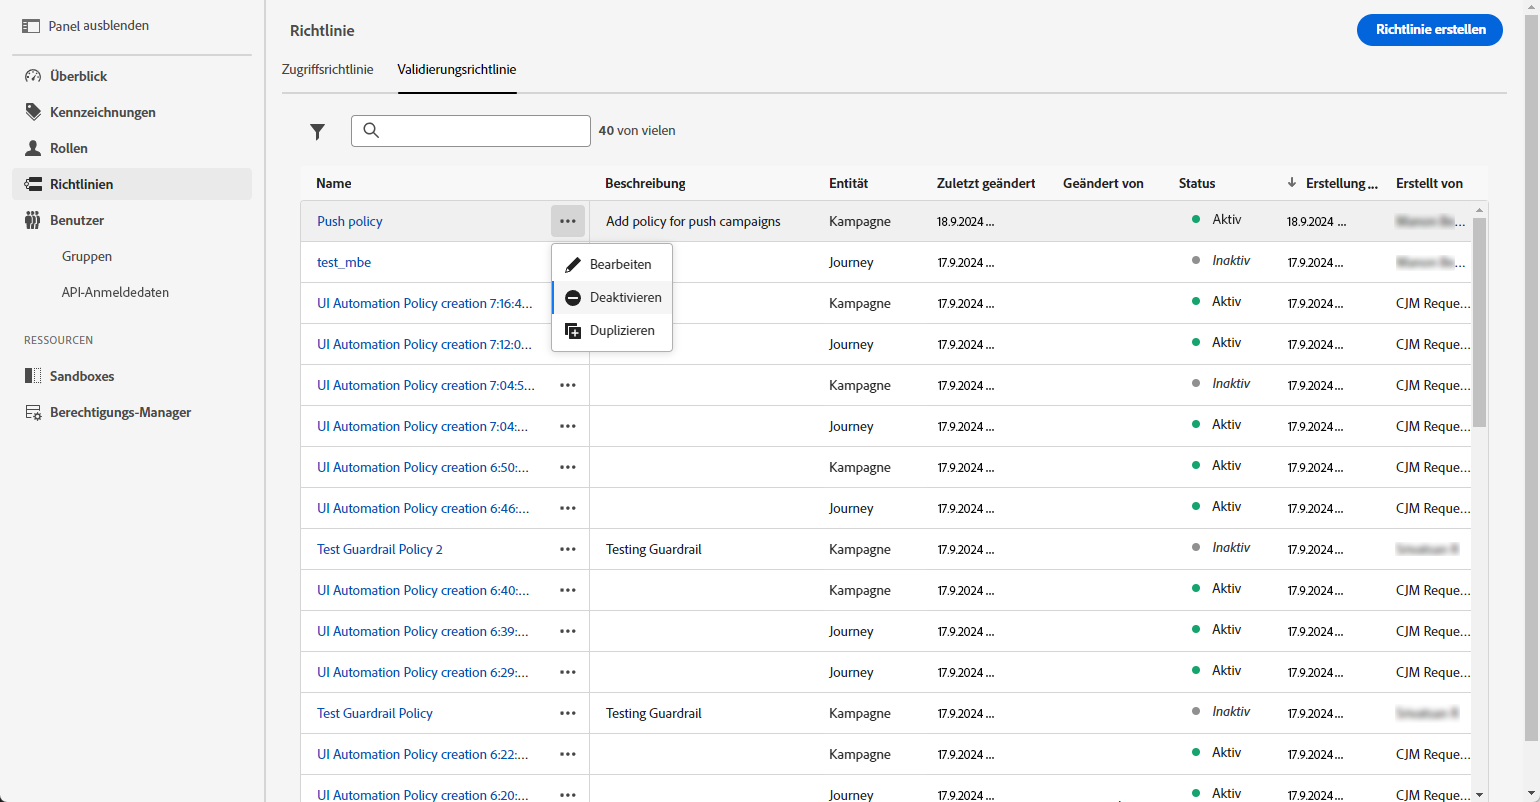 Panel ausblenden
Überblick
Kennzeichnungen
Rollen
Richtlinien
Benutzer
Gruppen
API-Anmeldedaten
RESSOURCEN
Sandboxes
Berechtigungs-Manager
Richtlinie
Richtlinie erstellen
Zugriffsrichtlinie Validierungsrichtlinie
40 von vielen
Name Beschreibung Entität Zuletzt geändert Geändert von Status Erstellung ... Erstellt von
Push policy Add policy for push campaigns Kampagne 18.9.2024 ... Aktiv 18.9.2024 ...
test_mbe Journey 17.9.2024 ... Inaktiv 17.9.2024...
UI Automation Policy creation 7:16:4... Kampagne 17.9.2024 ... Aktiv 17.9.2024... CJM Reque...
UI Automation Policy creation 7:12:0... Journey 17.9.2024 ... Aktiv 17.9.2024... CJM Reque...
UI Automation Policy creation 7:04:5... Kampagne 17.9.2024 ... Inaktiv 17.9.2024... CJM Reque...
UI Automation Policy creation 7:04:... Journey 17.9.2024 ... Aktiv 17.9.2024... CJM Reque...
UI Automation Policy creation 6:50:... Kampagne 17.9.2024 ... Aktiv 17.9.2024... CJM Reque...
UI Automation Policy creation 6:46:... Journey 17.9.2024 ... Aktiv 17.9.2024... CJM Reque...
Test Guardrail Policy 2 Testing Guardrail Kampagne 17.9.2024 ... Inaktiv 17.9.2024...
UI Automation Policy creation 6:40:... Kampagne 17.9.2024 ... Aktiv 17.9.2024... CJM Reque...
UI Automation Policy creation 6:39:... Journey 17.9.2024 ... Aktiv 17.9.2024... CJM Reque...
UI Automation Policy creation 6:29:... Journey 17.9.2024 ... Aktiv 17.9.2024... CJM Reque...
Test Guardrail Policy Testing Guardrail Kampagne 17.9.2024 ... Inaktiv 17.9.2024...
UI Automation Policy creation 6:22:... Kampagne 17.9.2024 ... Aktiv 17.9.2024... CJM Reque...
UI Automation Policy creation 6:20:... Journey 17.9.2024 ... Aktiv 17.9.2024... CJM Reque...
Bearbeiten
Deaktivieren
Duplizieren